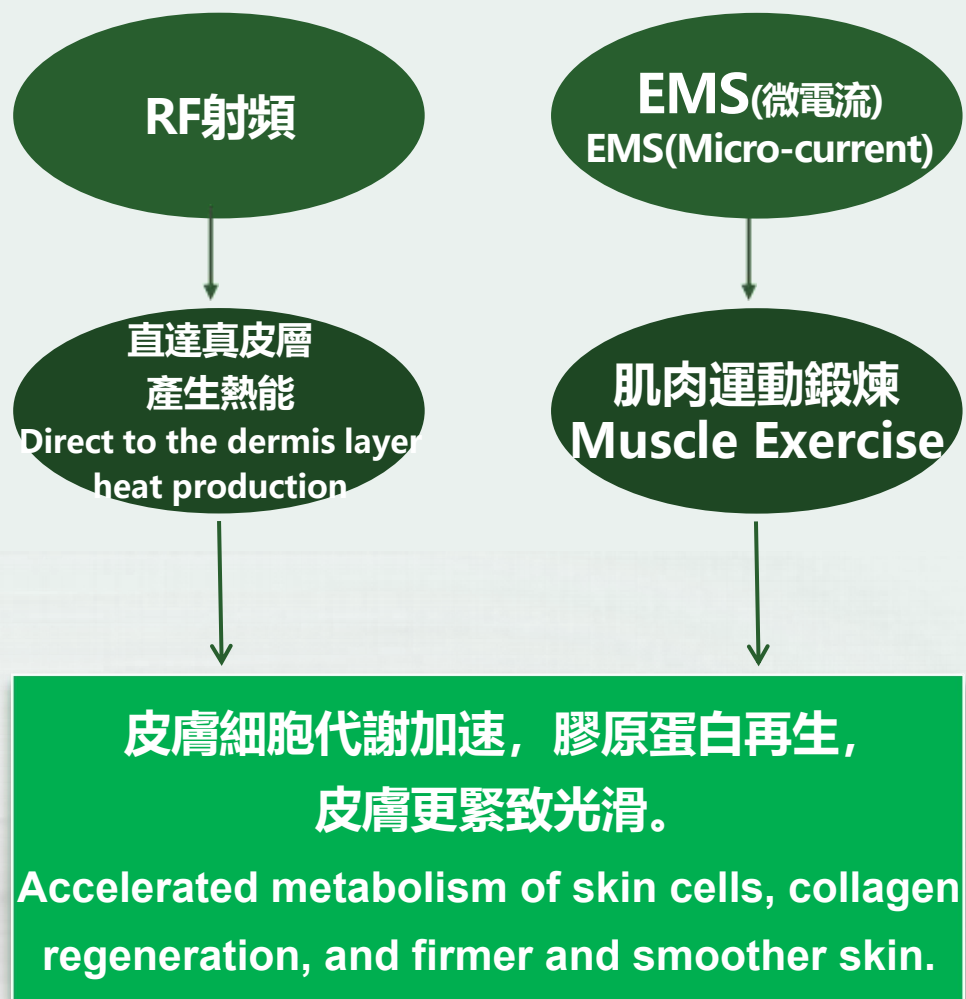 RF射頻
EMS(微電流)
EMS(Micro-current)
直達真皮層
產生熱能
Direct to the dermis layer
heat production
肌肉運動鍛煉
Muscle Exercise
皮膚細胞代謝加速，膠原蛋白再生，
皮膚更緊致光滑。
Accelerated metabolism of skin cells, collagen
regeneration, and firmer and smoother skin.